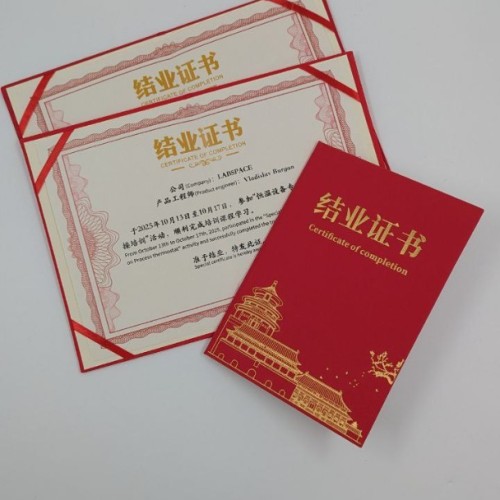 结业证书
CERTIFICATE OF COMPLETION
结业证书
CERTIFICATE OF COMPLETION
公司(Company): LABSPACE
产品工程师(Product engineer): Vladislav Burgun
于2025年10月13日至10月17日,参加"恒温设备专
操培训"活动,顺利完成培训课程学习。
From October 13th to October 17th, 2025, participated in the "Speci
on Process thermostat" activity and successfully completed the
准予结业,特发此证
Special certificate is hereby
结业证书
Certificate of completion